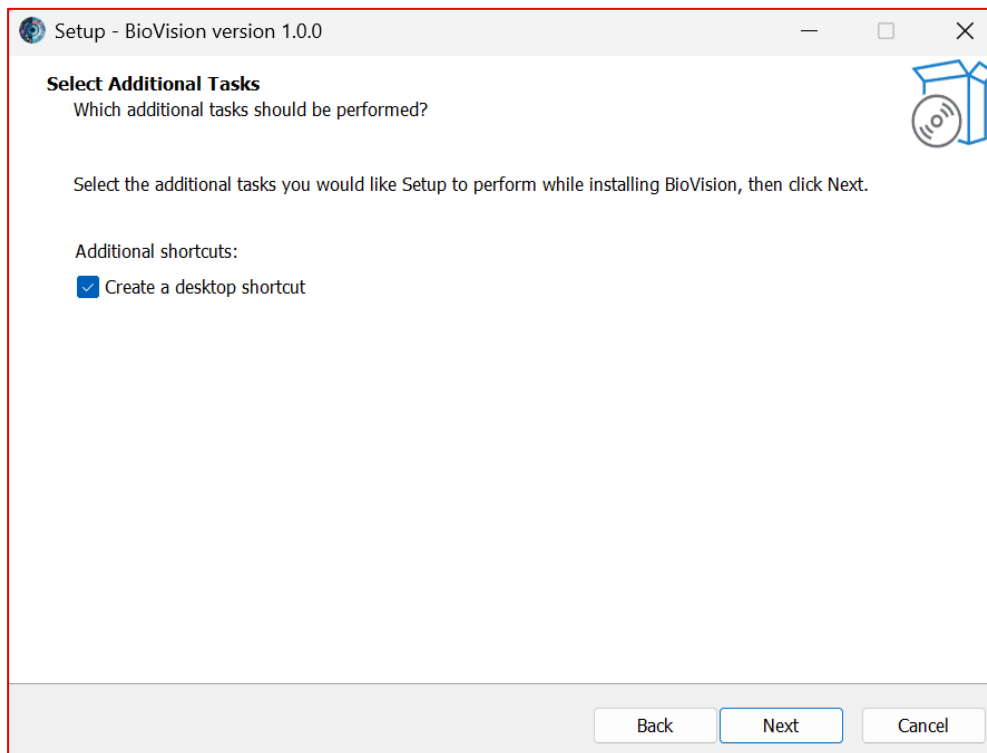 Setup - BioVision version 1.0.0
Select Additional Tasks
Which additional tasks should be performed?
Select the additional tasks you would like Setup to perform while installing BioVision, then click Next.
Additional shortcuts:
Create a desktop shortcut
Back Next Cancel